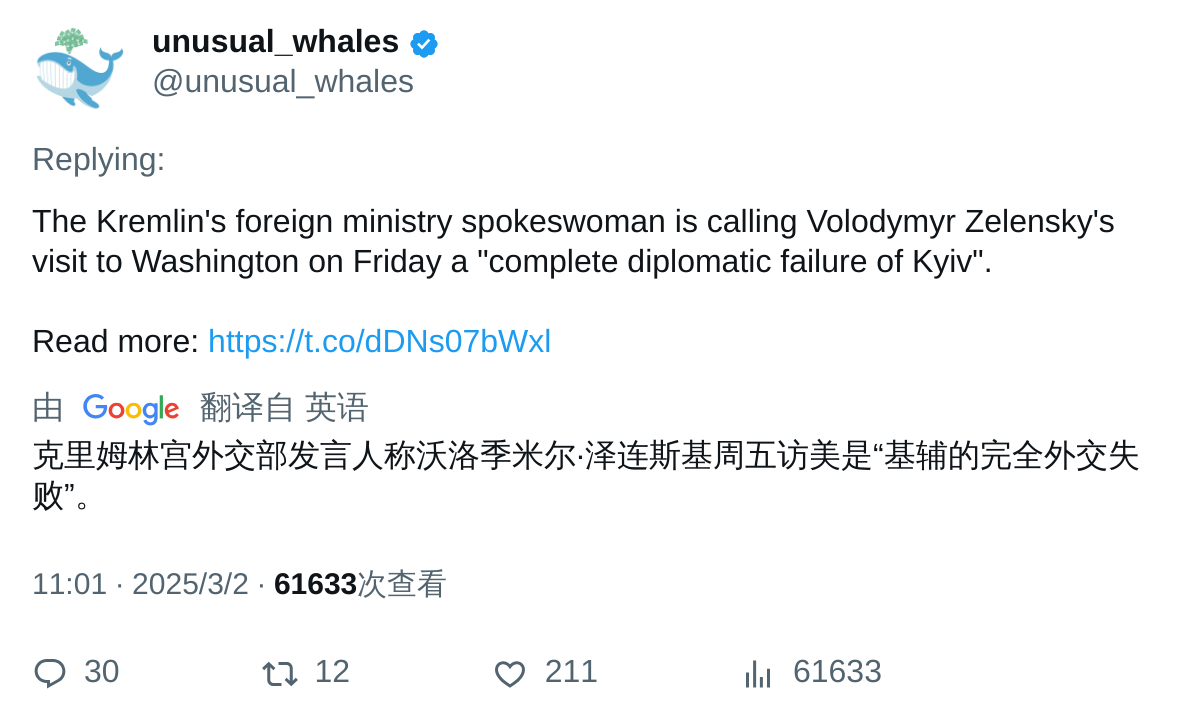 unusual_whales
@unusual_whales
Replying:
The Kremlin's foreign ministry spokeswoman is calling Volodymyr Zelensky's
visit to Washington on Friday a "complete diplomatic failure of Kyiv".
Read more: https://t.co/dDNs07bWxl
由 Google 翻译自 英语
克里姆林宫外交部发言人称沃洛季米尔·泽连斯基周五访美是“基辅的完全外交失
败”。
11:01 · 2025/3/2 · 61633次查看
30 12 211 61633